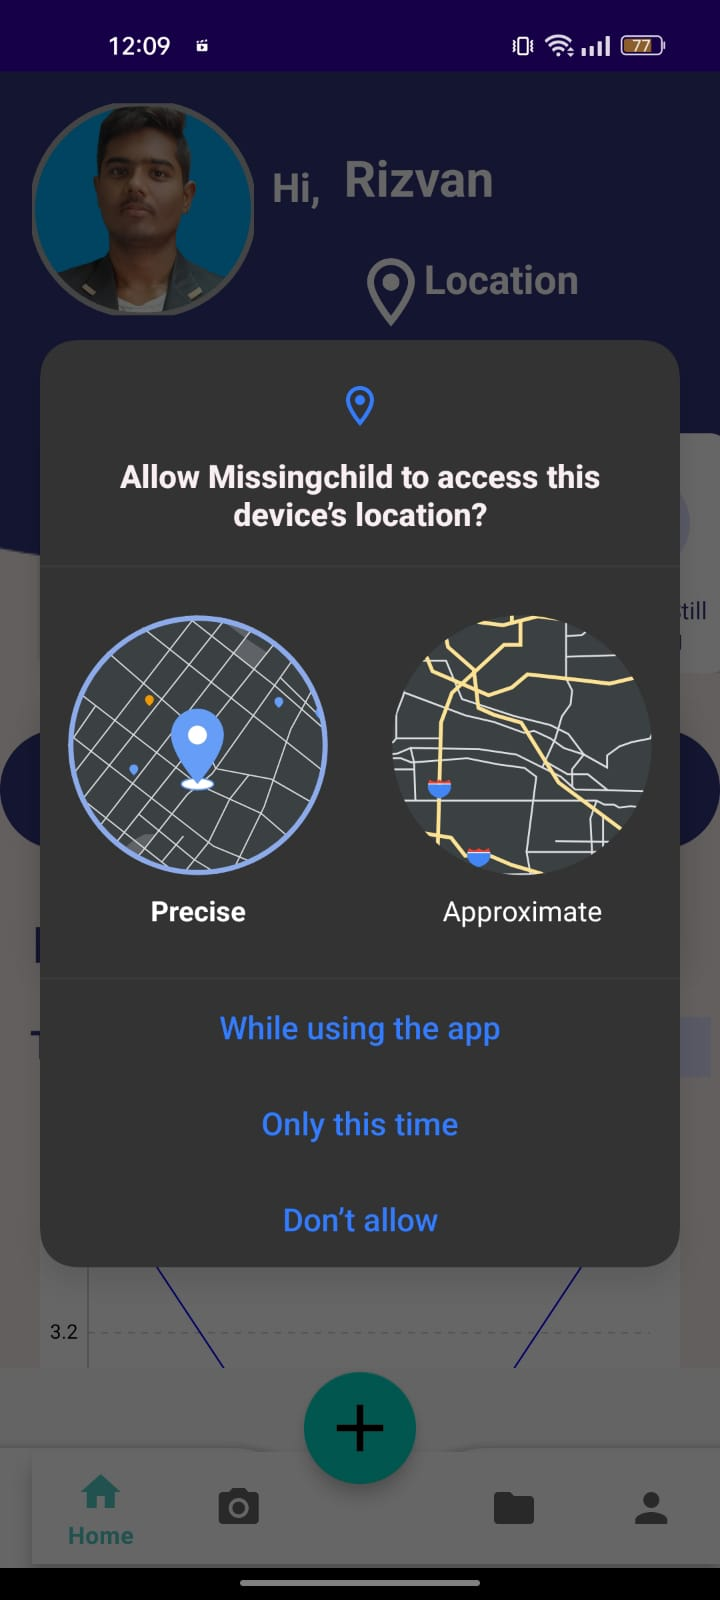 12:09
77
Hi, Rizvan
Location
Allow Missingchild to access this
device’s location?
till
Precise
Approximate
While using the app
Only this time
Don’t allow
3.2
Home